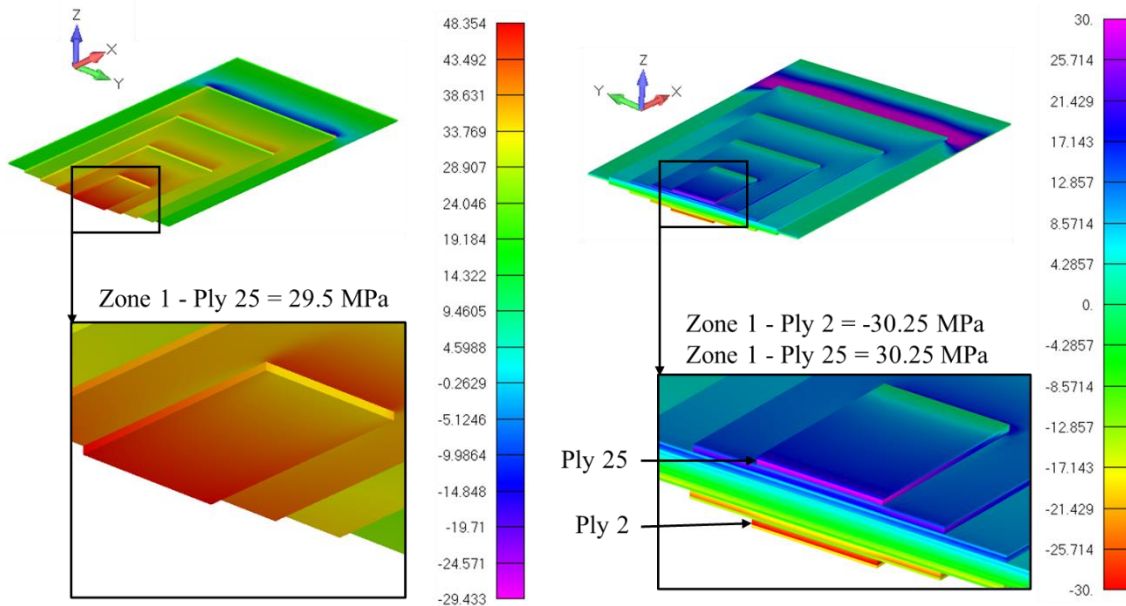 Z
X
Y
48.354
43.492
38.631
33.769
28.907
24.046
19.184
14.322
9.4605
4.5988
-0.2629
-5.1246
-9.9864
-14.848
-19.71
-24.571
-29.433
Zone 1 - Ply 25 = 29.5 MPa
Z
Y
X
30.
25.714
21.429
17.143
12.857
8.5714
4.2857
0.
-4.2857
-8.5714
-12.857
-17.143
-21.429
-25.714
-30.
Zone 1 - Ply 2 = -30.25 MPa
Zone 1 - Ply 25 = 30.25 MPa
Ply 25
Ply 2